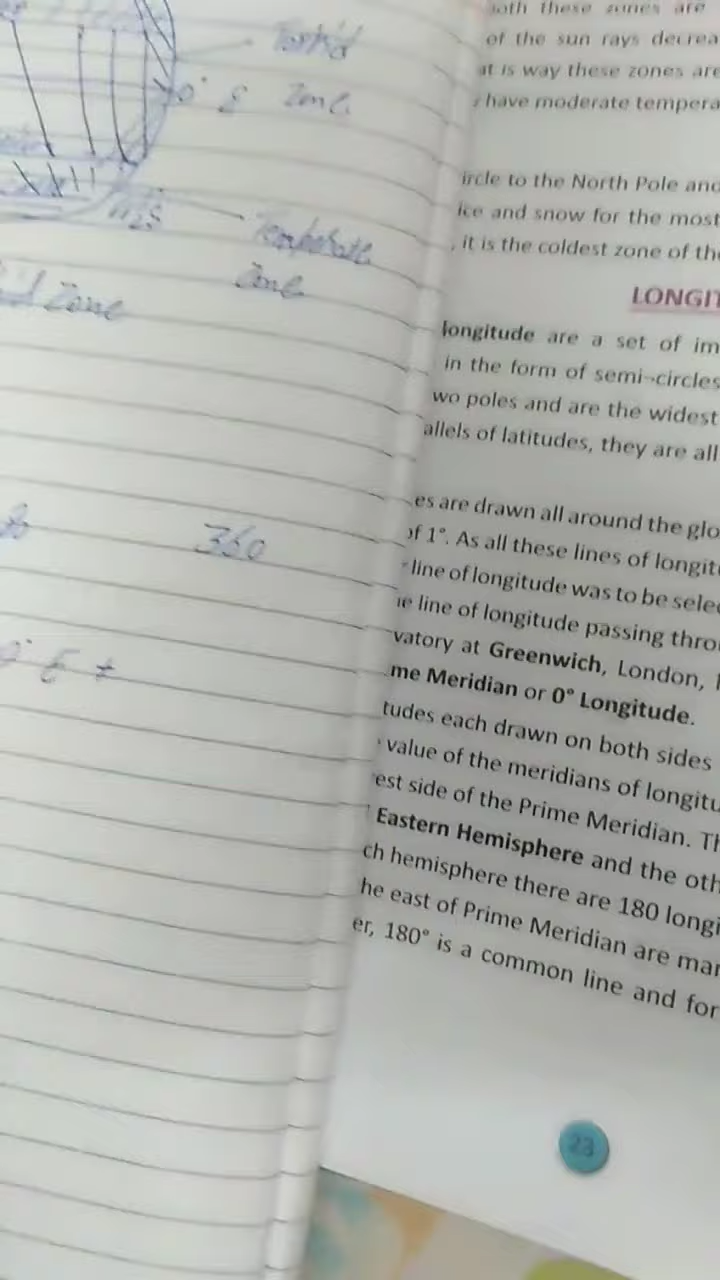 Torrid
Zone
Temperate
Zone
Zone
360
these zones are
of the sun rays decrea
at is way these zones are
have moderate tempera
ircle to the North Pole and
ice and snow for the most
, it is the coldest zone of the
LONGIT
longitude are a set of im
in the form of semi-circles
wo poles and are the widest
allels of latitudes, they are all
es are drawn all around the glo
of 1°. As all these lines of longit
line of longitude was to be sele
e line of longitude passing thro
vatory at Greenwich, London,
me Meridian or 0° Longitude.
tudes each drawn on both sides
value of the meridians of longitu
est side of the Prime Meridian. Th
Eastern Hemisphere and the oth
ch hemisphere there are 180 longi
he east of Prime Meridian are mar
er, 180° is a common line and for
23